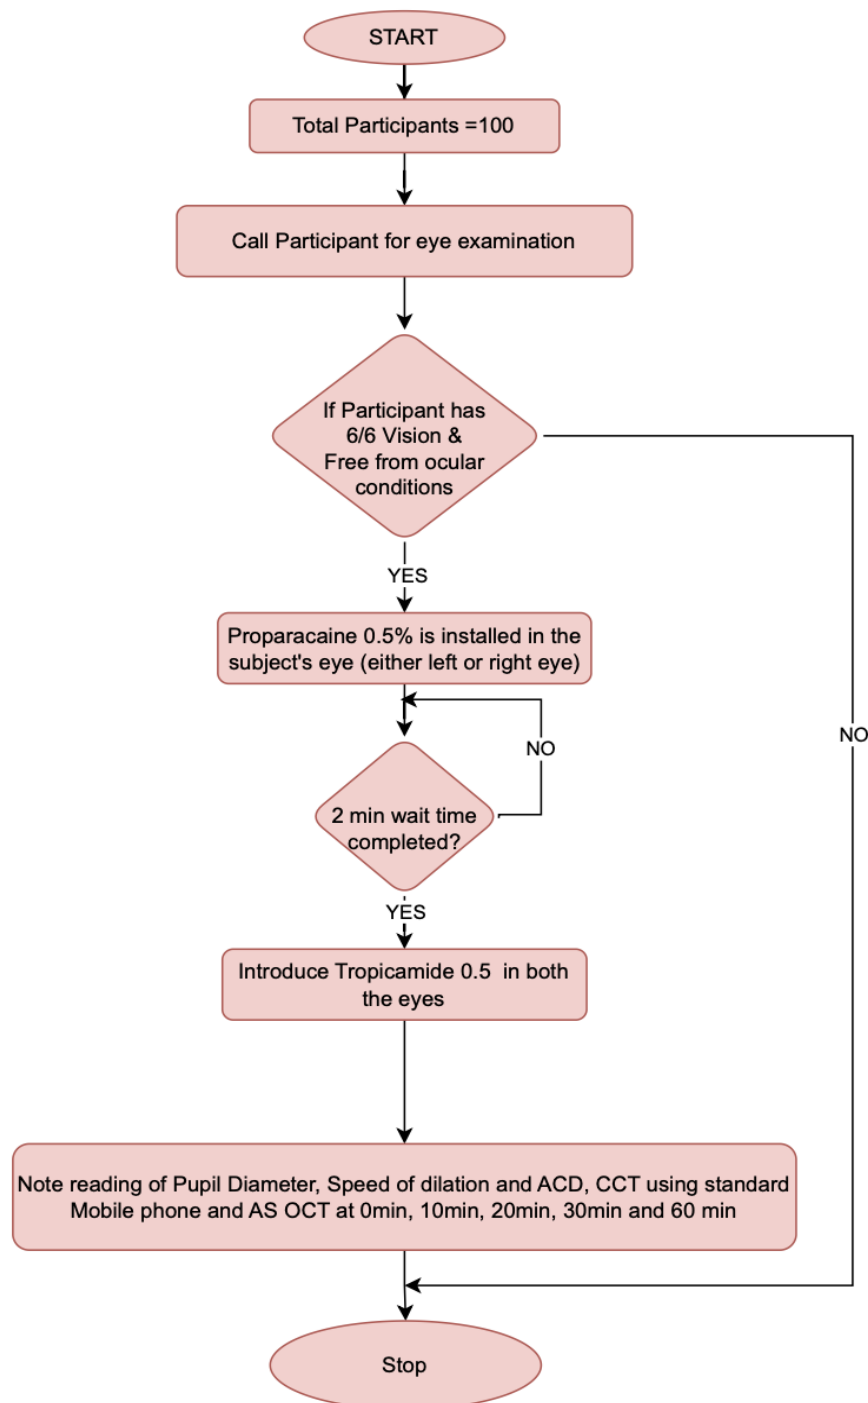 START
Total Participants =100
Call Participant for eye examination
If Participant has
6/6 Vision &
Free from ocular
conditions
YES
Proparacaine 0.5% is installed in the
subject's eye (either left or right eye)
NO
NO
2 min wait time
completed?
YES
Introduce Tropicamide 0.5 in both
the eyes
Note reading of Pupil Diameter, Speed of dilation and ACD, CCT using standard
Mobile phone and AS OCT at 0min, 10min, 20min, 30min and 60 min
Stop